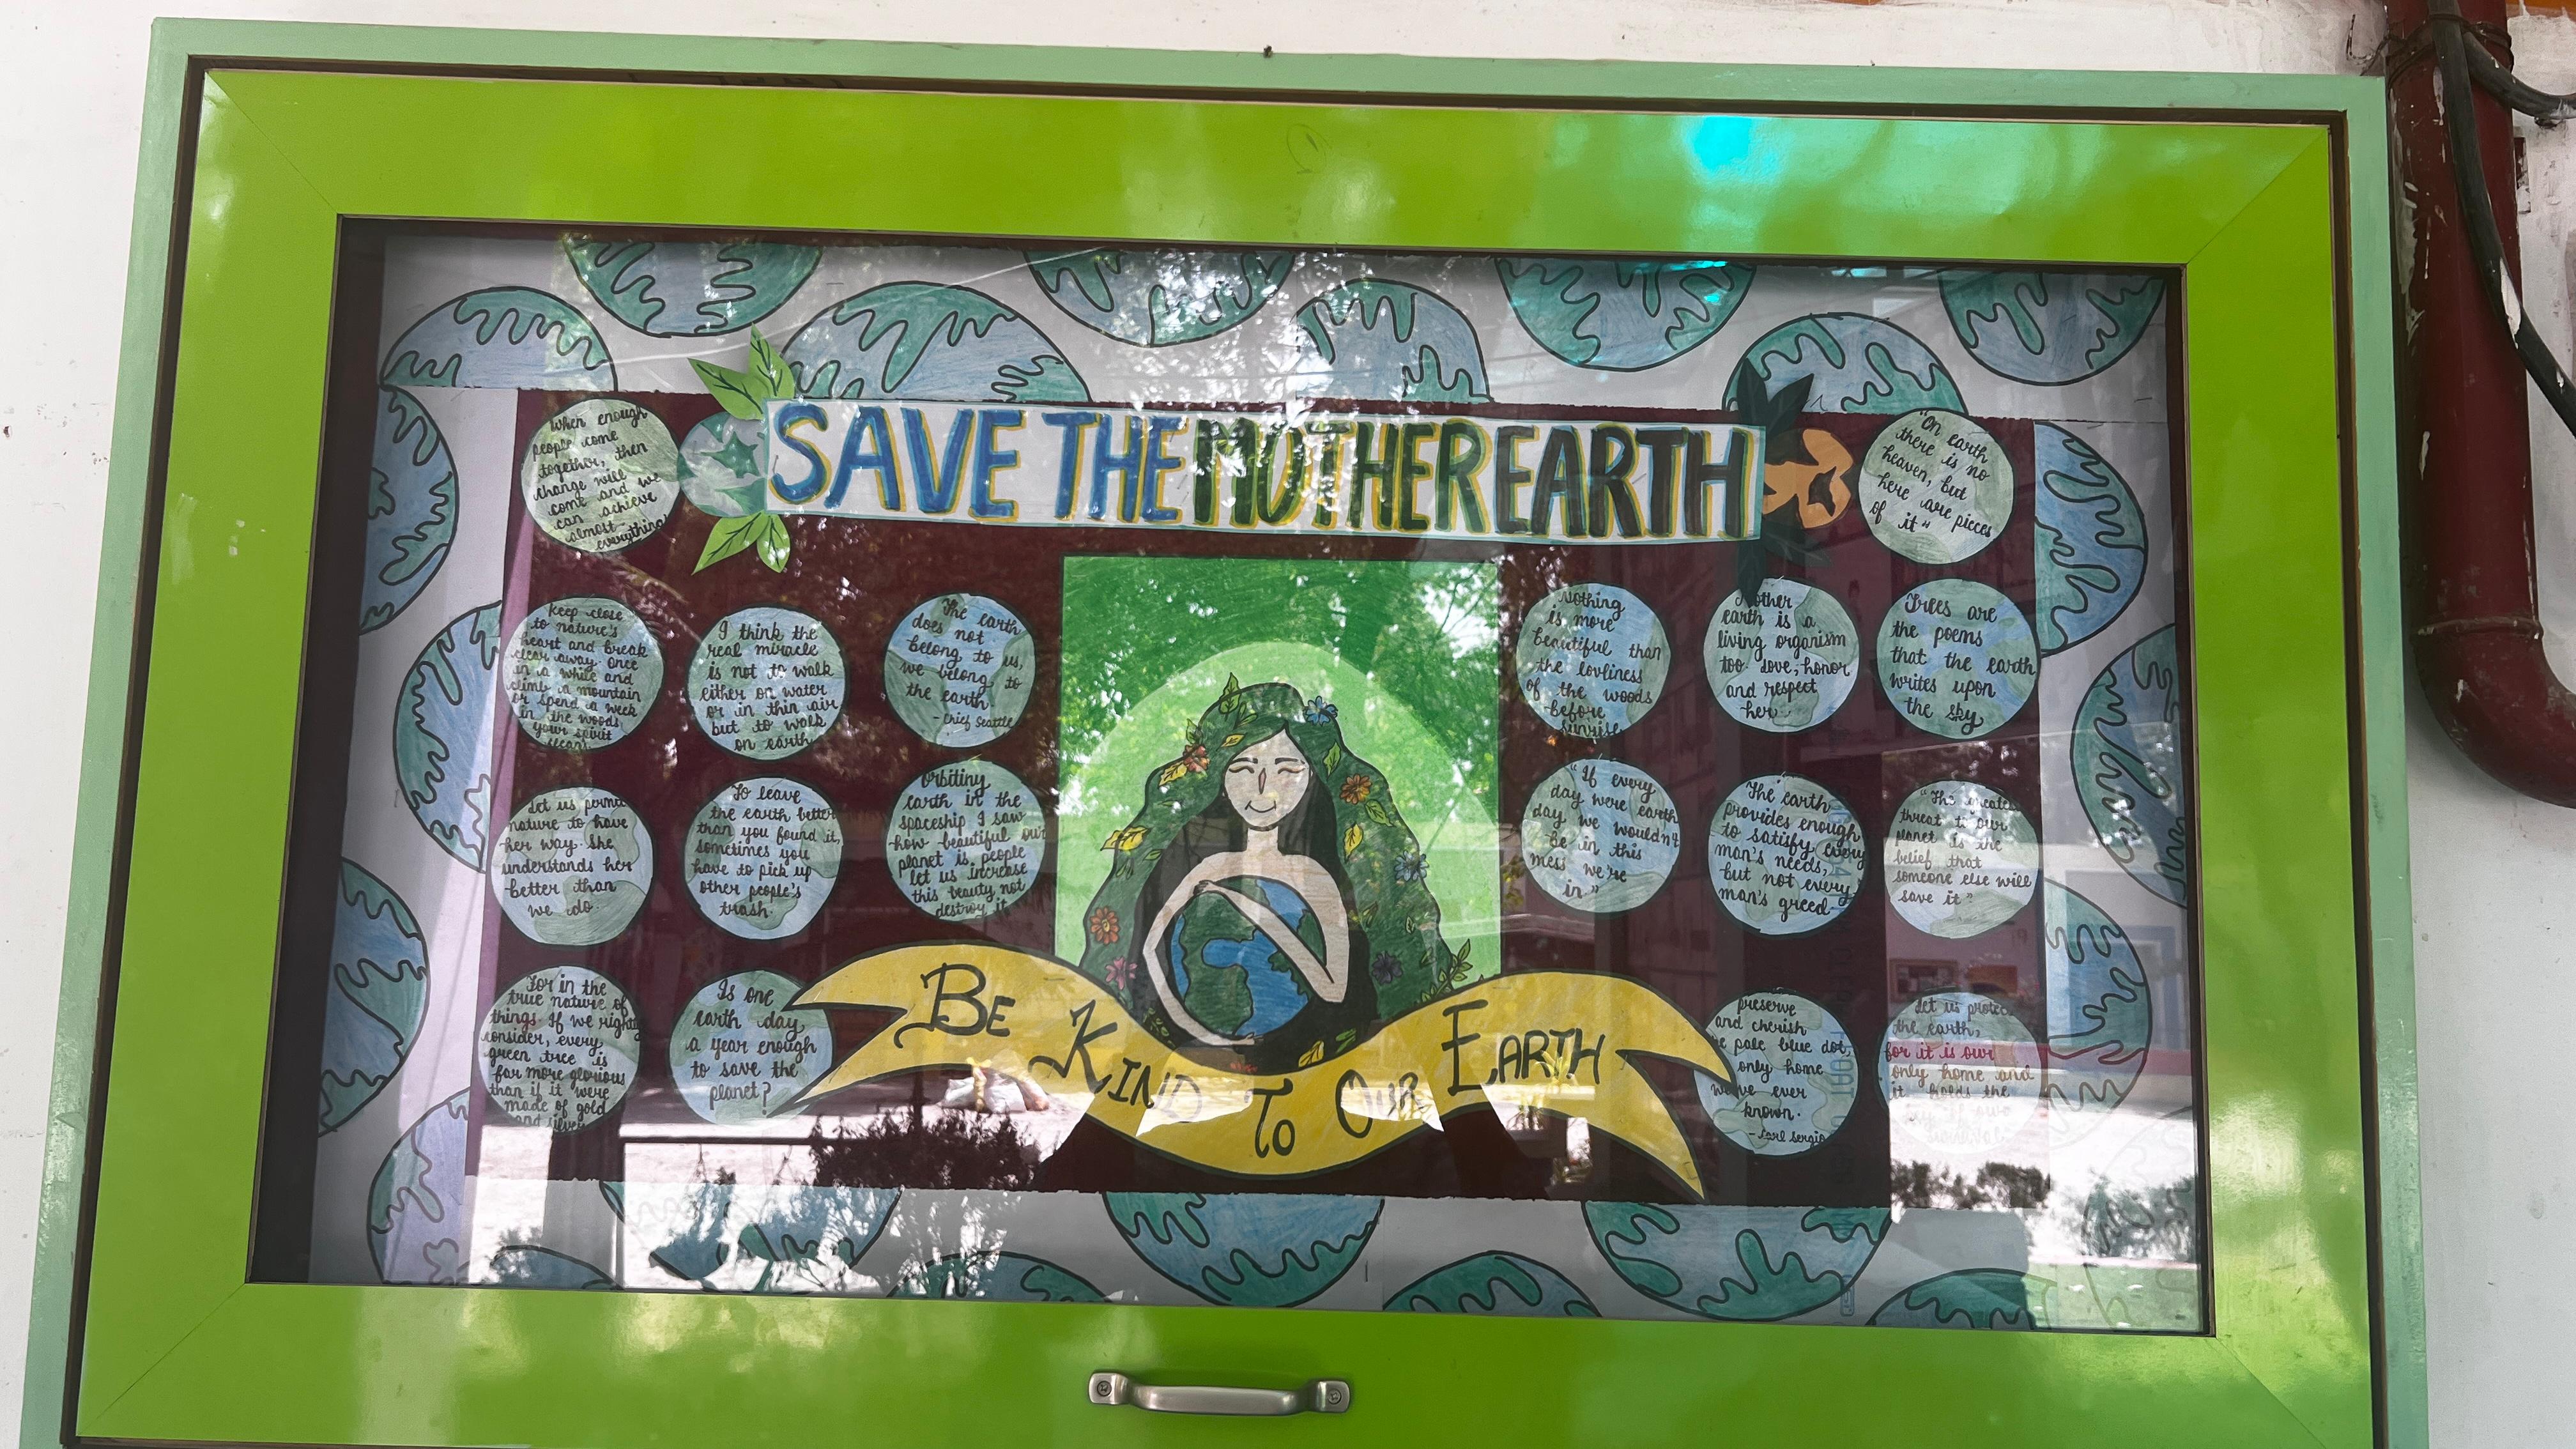 SAVE THE MOTHER EARTH
When enough
people come
together, then
change will
come and we
can achieve
almost
everything!
"On earth
there is no
heaven, but
here are pieces
of it"
keep close
to nature's
heart and break
clear away. Once
in a while and
climb a mountain
or spend a week
in the woods.
your spirit
clean.
I think the
real miracle
is not to walk
either on water
or in thin air
but to walk
on earth
The earth
does not
belong to us,
we belong to
the earth.
- Chief Seattle
Nothing
is more
beautiful than
the lovliness
of the woods
before
sunrise
Mother
earth is a
living organism
too. Love, honor
and respect
her.
Trees are
the poems
that the earth
writes upon
the sky
Let us permit
nature to have
her way. She
understands her
better than
we do
To leave
the earth better
than you found it,
sometimes you
have to pick up
other people's
trash.
Orbiting
earth in the
spaceship I saw
how beautiful our
planet is. people
let us increase
this beauty not
destroy it
"If every
day were earth
day, we wouldn't
be in this
mess we're
in."
The earth
provides enough
to satisfy every
man's needs,
but not every
man's greed
"The greatest
threat to our
planet is the
belief that
someone else will
save it"
For in the
true nature of
things. If we rightly
consider, every
green tree is
far more glorious
than if it were
made of gold
and silver
Is one
earth day
a year enough
to save the
planet?
BE KIND TO OUR EARTH
preserve
and cherish
pale blue dot,
only home
we've ever
known.
- Carl Sergio
Let us protect
the earth,
for it is our
only home and
it holds the